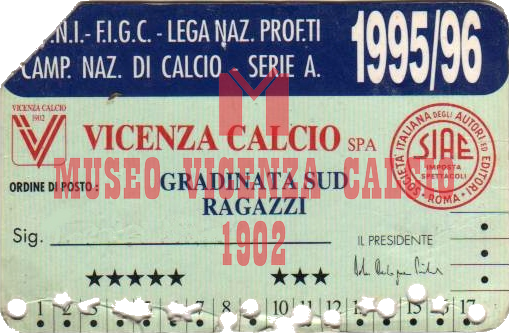 .N.I.- F.I.G.C. - LEGA NAZ. PROF.TI
CAMP. NAZ. DI CALCIO - SERIE A.
1995/96
VICENZA CALCIO
1902
VICENZA CALCIO SPA
SOCIETÀ ITALIANA DEGLI AUTORI ED EDITORI
SIAE
IMPOSTA
SPETTACOLI
ROMA
MUSEO VICENZA CALCIO
1902
ORDINE DI POSTO:
GRADINATA SUD
RAGAZZI
Sig.
IL PRESIDENTE
★★★★★ ★★★
1 2 3 4 5 6 7 8 10 11 12 13 14 15 16 17